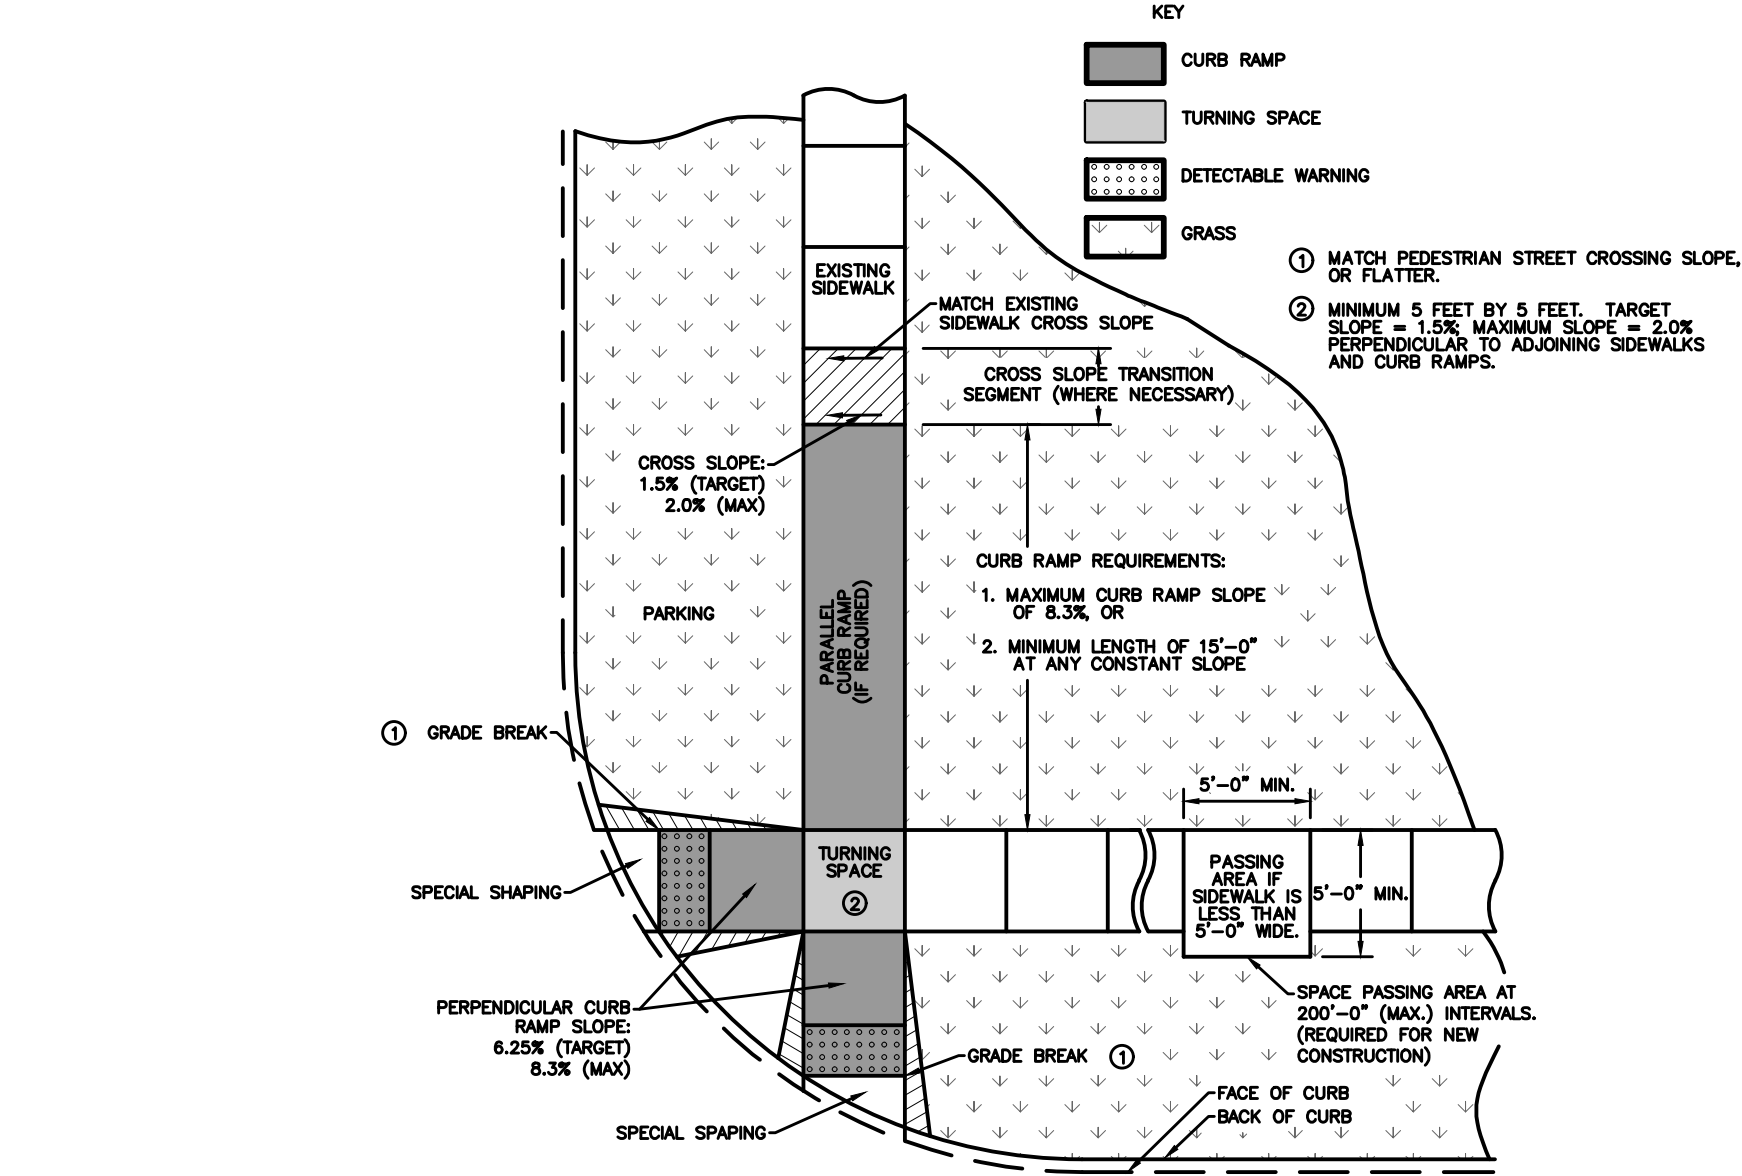 KEY
CURB RAMP
TURNING SPACE
DETECTABLE WARNING
GRASS
1 MATCH PEDESTRIAN STREET CROSSING SLOPE,
OR FLATTER.
2 MINIMUM 5 FEET BY 5 FEET. TARGET
SLOPE = 1.5%; MAXIMUM SLOPE = 2.0%
PERPENDICULAR TO ADJOINING SIDEWALKS
AND CURB RAMPS.
EXISTING
SIDEWALK
MATCH EXISTING
SIDEWALK CROSS SLOPE
CROSS SLOPE TRANSITION
SEGMENT (WHERE NECESSARY)
CROSS SLOPE:
1.5% (TARGET)
2.0% (MAX)
CURB RAMP REQUIREMENTS:
1. MAXIMUM CURB RAMP SLOPE
OF 8.3%, OR
2. MINIMUM LENGTH OF 15'-0"
AT ANY CONSTANT SLOPE
PARKING
PARALLEL
CURB RAMP
(IF REQUIRED)
1 GRADE BREAK
5'-0" MIN.
TURNING
SPACE
2
PASSING
AREA IF
SIDEWALK IS
LESS THAN
5'-0" WIDE.
5'-0" MIN.
SPECIAL SHAPING
PERPENDICULAR CURB
RAMP SLOPE:
6.25% (TARGET)
8.3% (MAX)
SPACE PASSING AREA AT
200'-0" (MAX.) INTERVALS.
(REQUIRED FOR NEW
CONSTRUCTION)
GRADE BREAK 1
FACE OF CURB
BACK OF CURB
SPECIAL SPAPING